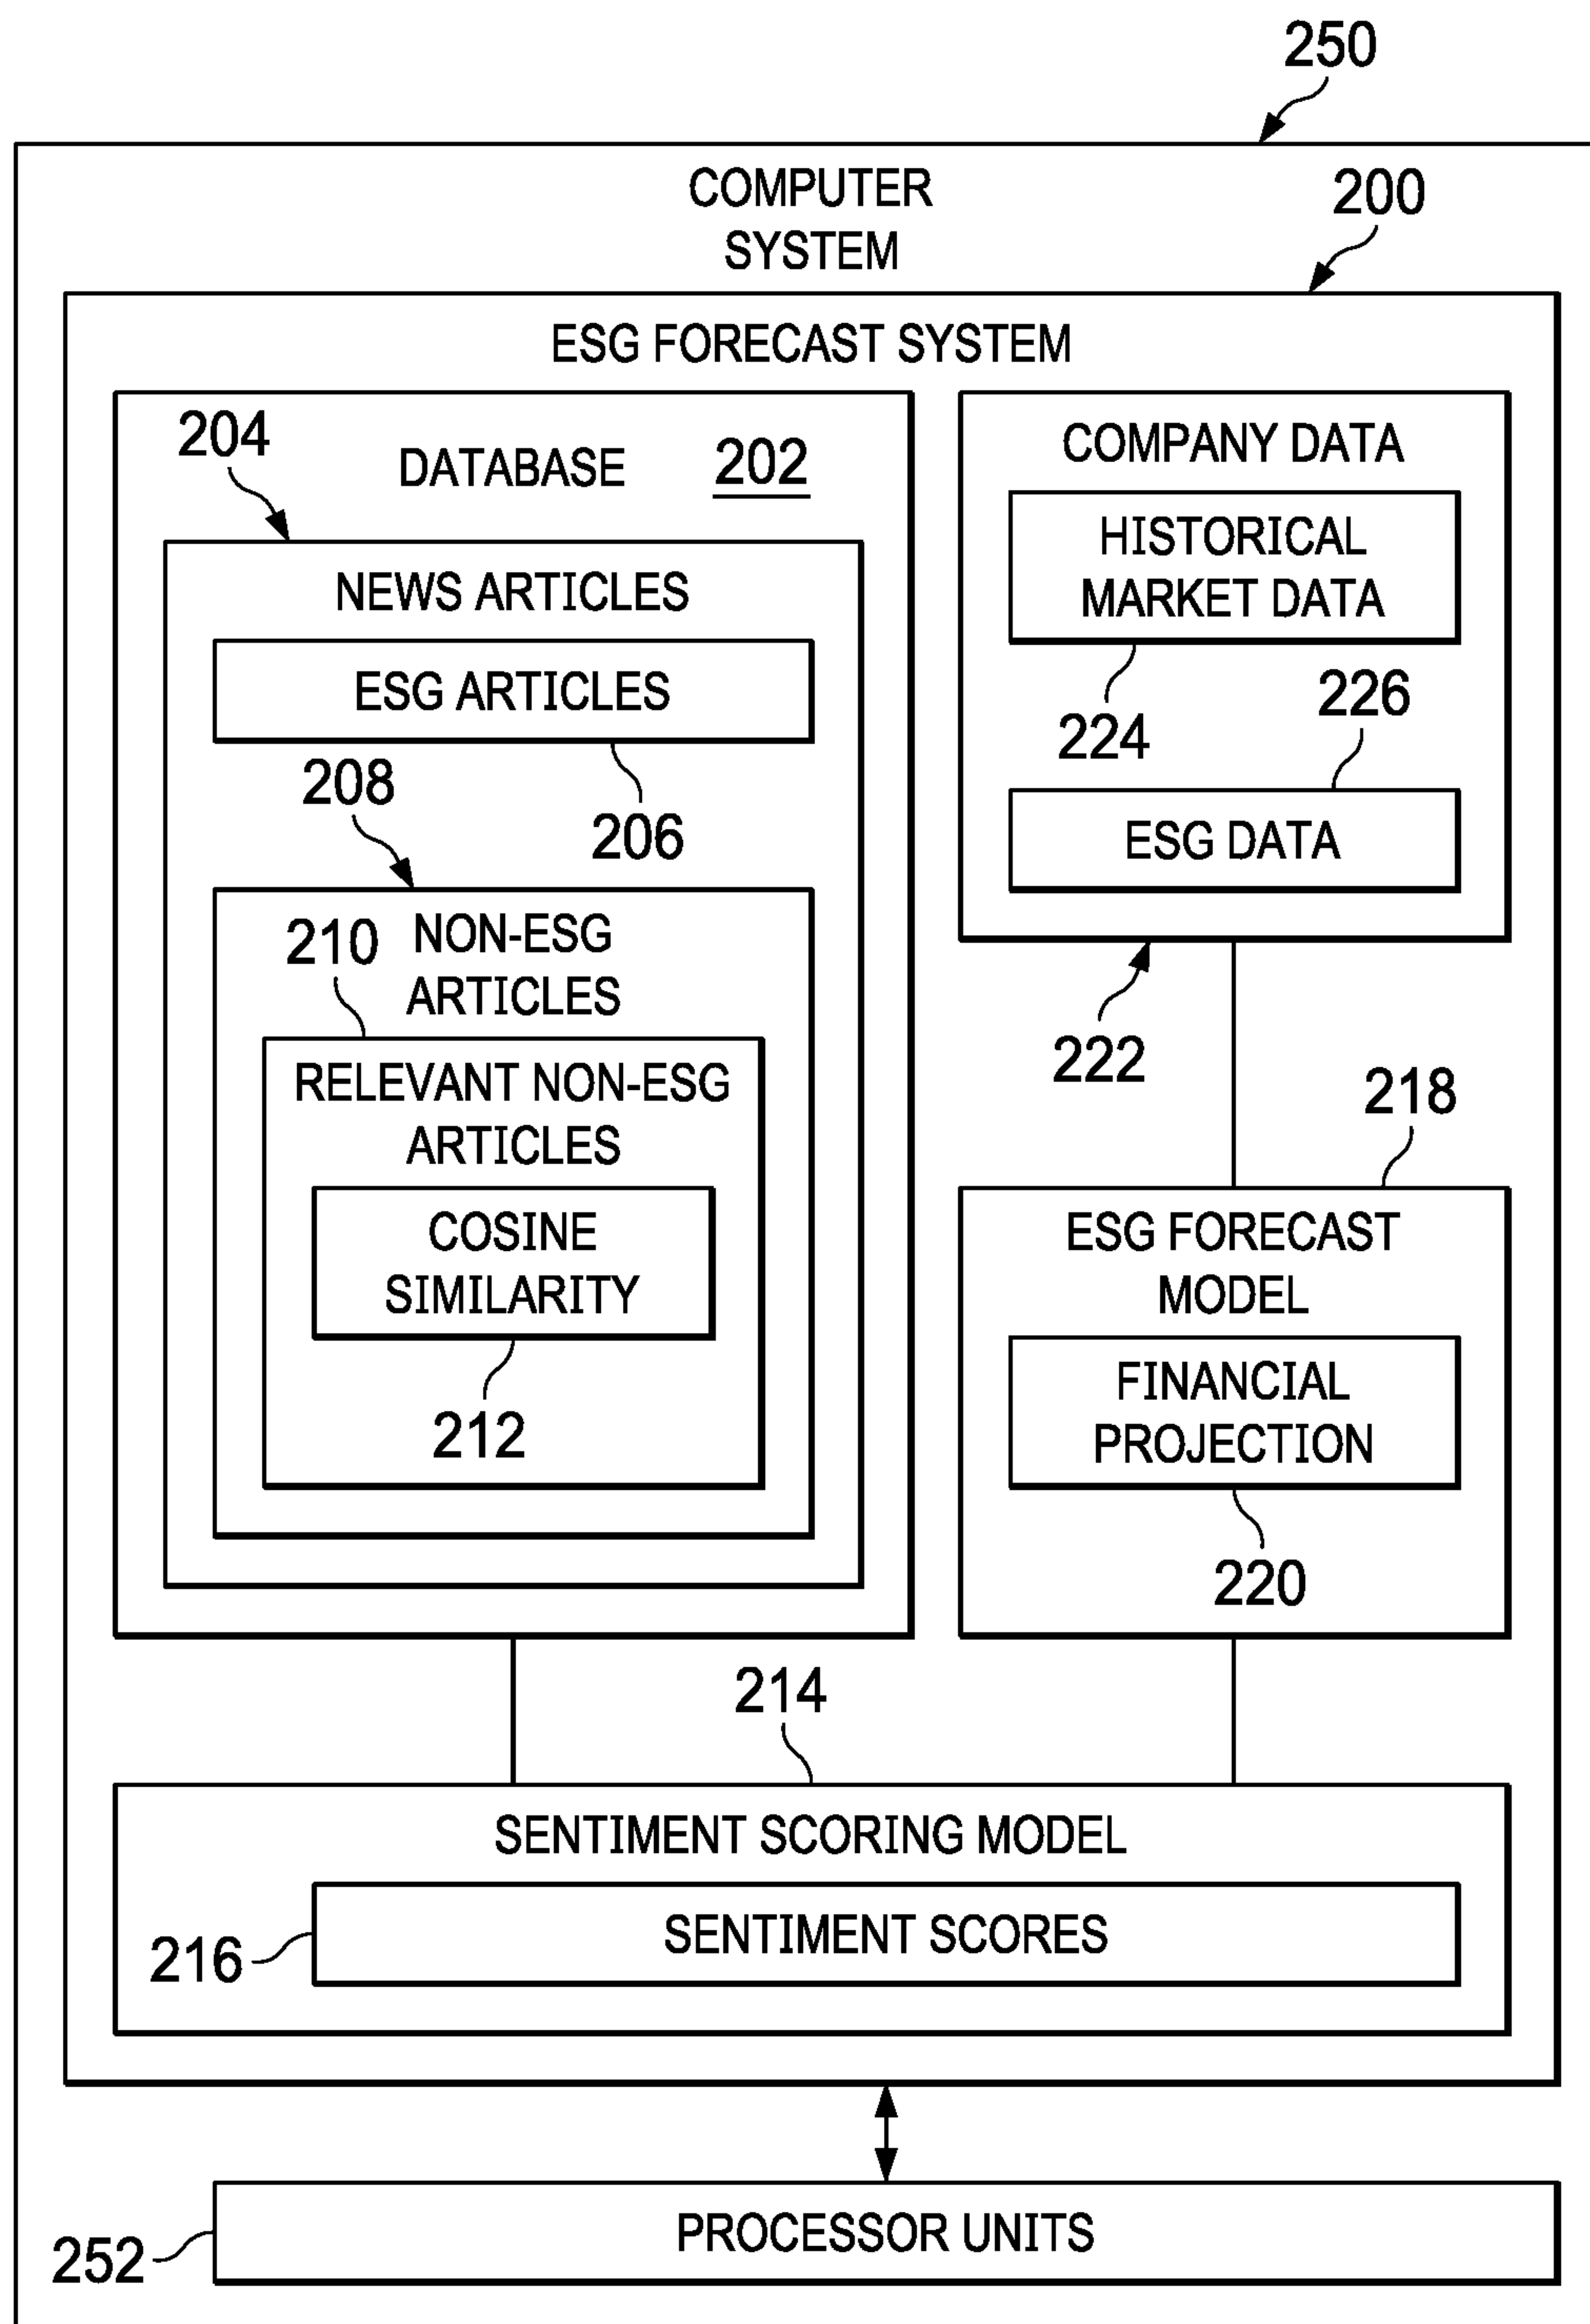 250
COMPUTER
SYSTEM
200
ESG FORECAST SYSTEM
204
DATABASE 202
NEWS ARTICLES
ESG ARTICLES
206
208
NON-ESG
ARTICLES
210
RELEVANT NON-ESG
ARTICLES
COSINE
SIMILARITY
212
COMPANY DATA
HISTORICAL
MARKET DATA
224
226
ESG DATA
222
218
ESG FORECAST
MODEL
FINANCIAL
PROJECTION
220
214
SENTIMENT SCORING MODEL
SENTIMENT SCORES
216
PROCESSOR UNITS
252